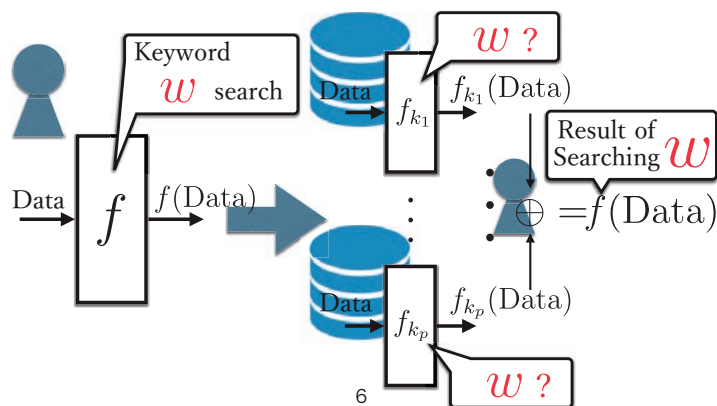 Keyword
w search
Data
f
f(Data)
w ?
Data
f_{k_1}
f_{k_1}(Data)
Result of
Searching w
⊕ = f(Data)
Data
f_{k_p}
f_{k_p}(Data)
w ?
6